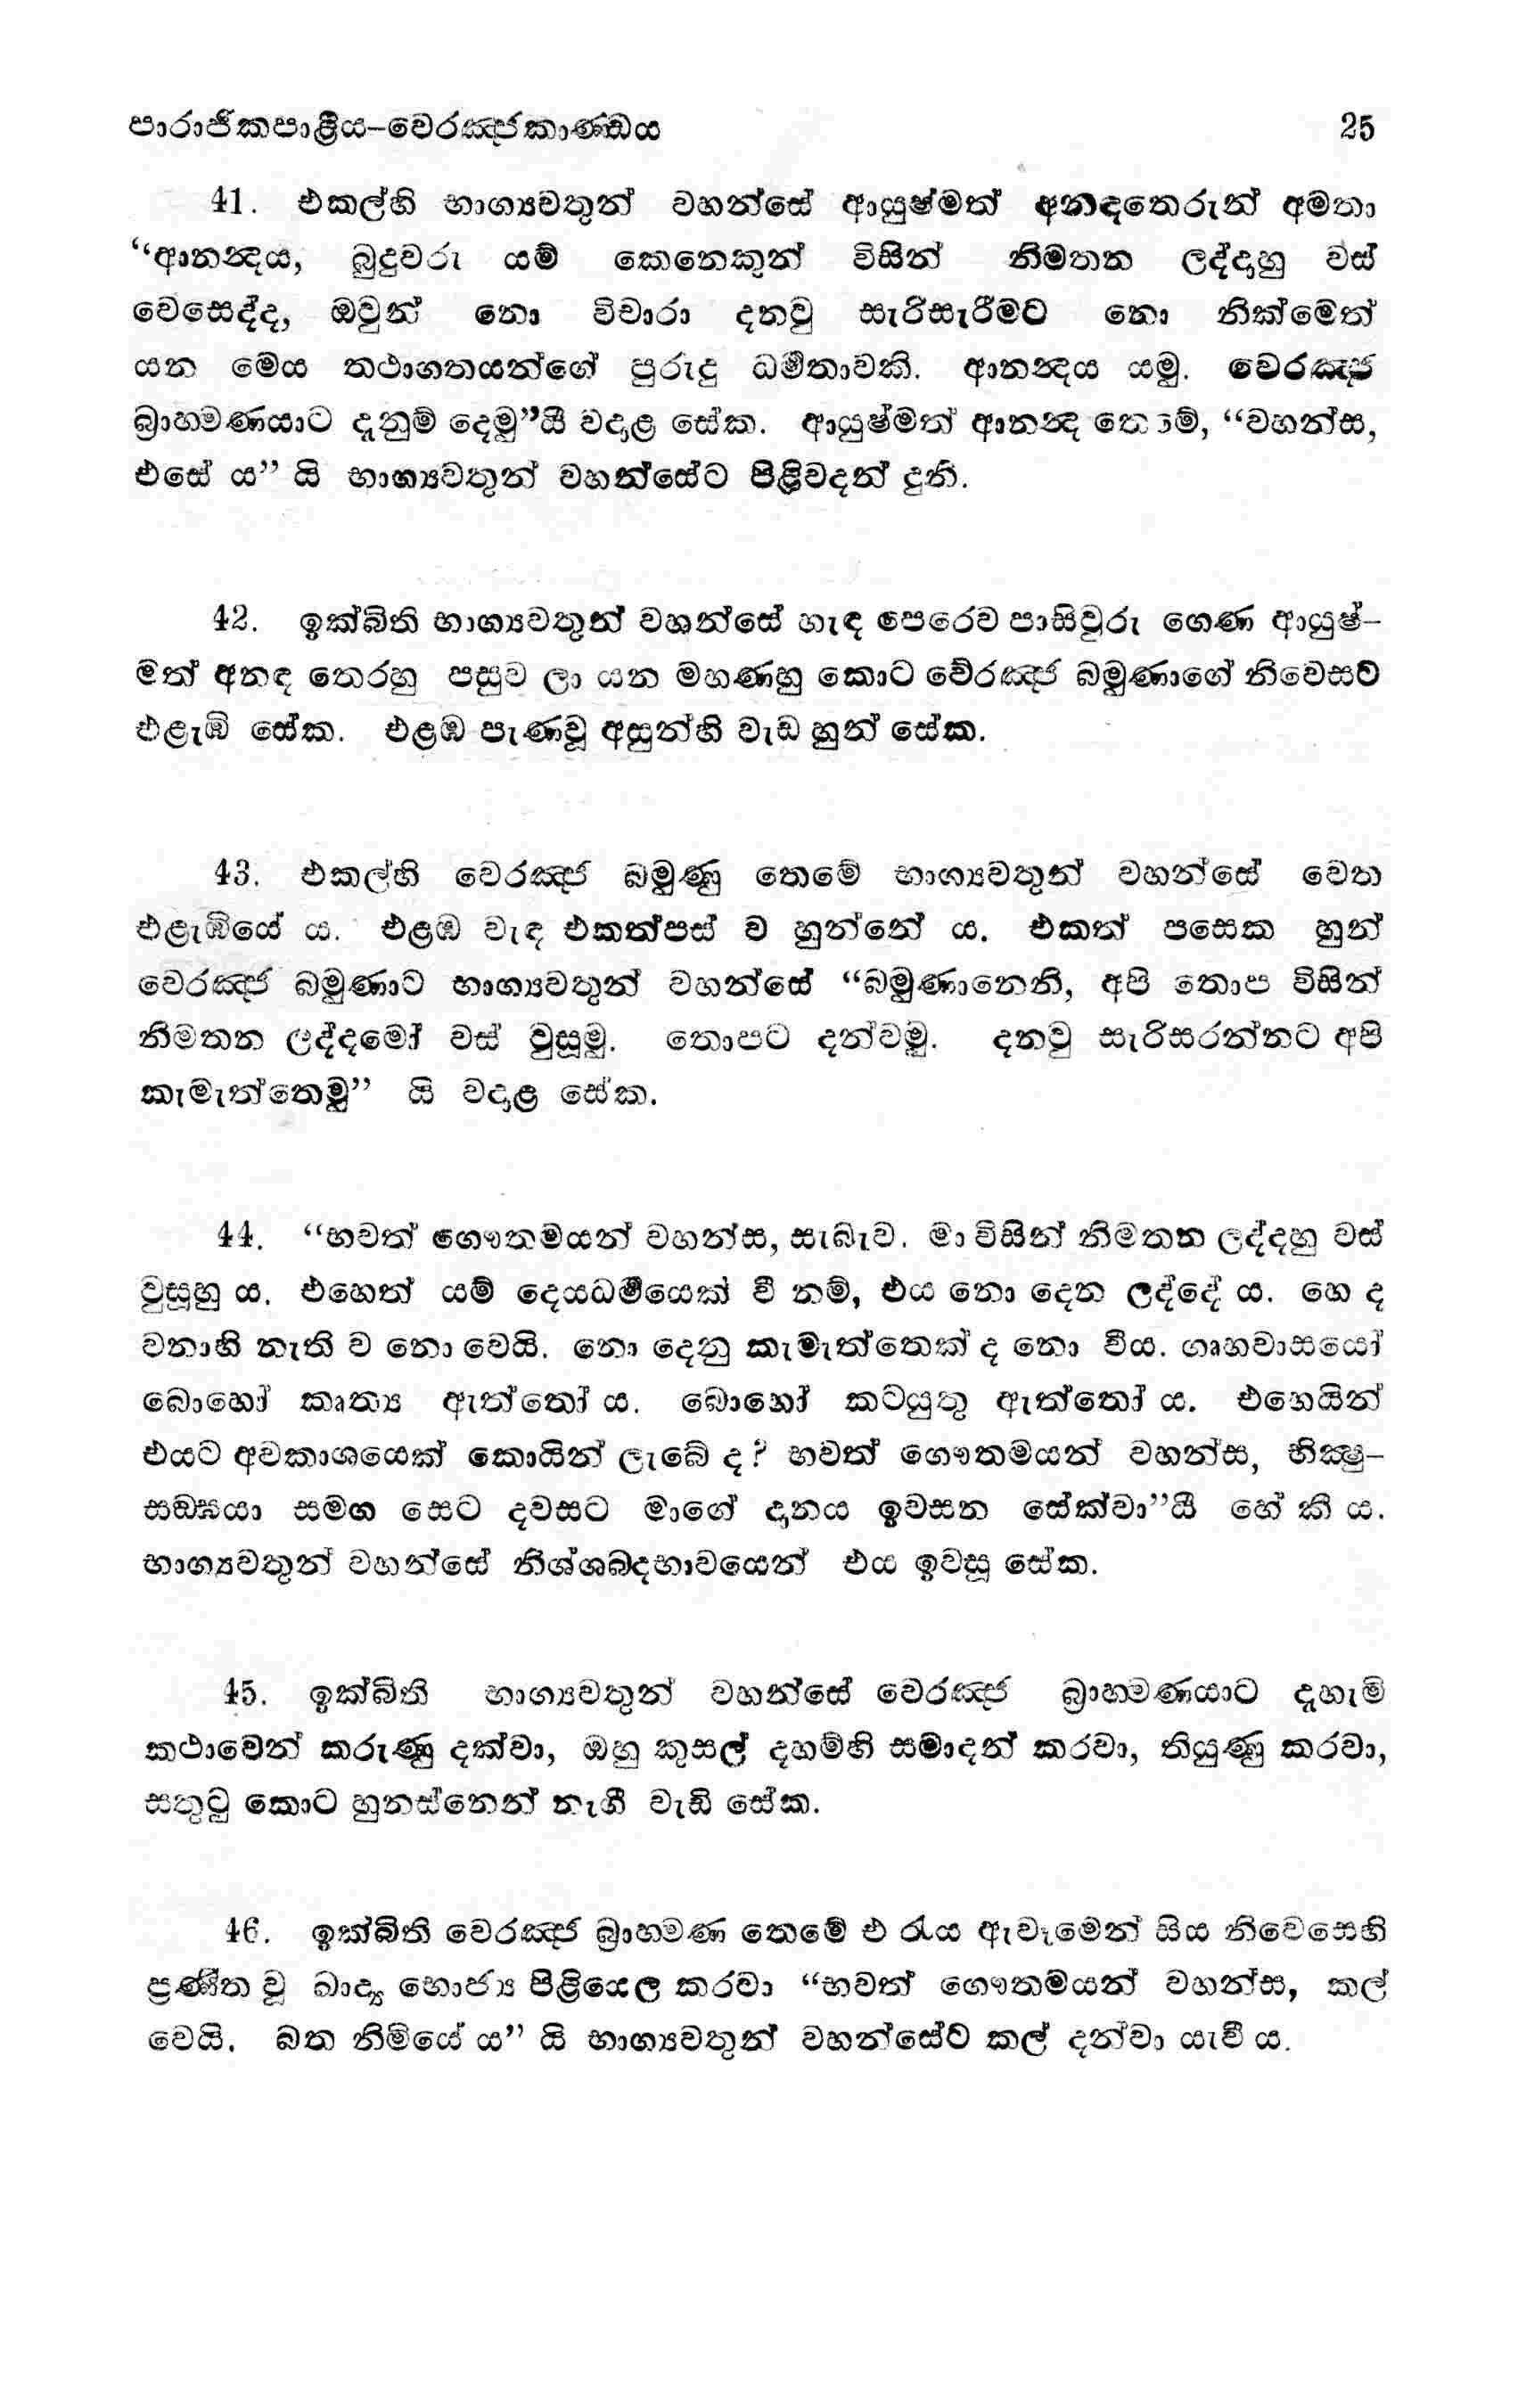 පාරාජිකපාළිය–වෙරඤ්ජකාණ්ඩය 25
41. එකල්හි භාග්‍යවතුන් වහන්සේ ආයුෂ්මත් අනඳතෙරුන් අමතා
“ආනන්‍දය, බුදුවරු යම් කෙනෙකුන් විසින් නිමතන ලද්දාහු වස්
වෙසෙද්ද, ඔවුන් නො විචාරා දනවු සැරිසැරීමට නො නික්මෙත්
යන මෙය තථාගතයන්ගේ පුරුදු ධර්‍මතාවකි. ආනන්‍දය යමු. වෙරඤ්ජ
බ්‍රාහ්මණයාට දැනුම් දෙමු”යී වදාළ සේක. ආයුෂ්මත් ආනන්‍ද තෙමේ, “වහන්ස,
එසේ ය” යි භාග්‍යවතුන් වහන්සේට පිළිවදන් දුනි.
42. ඉක්බිති භාග්‍යවතුන් වහන්සේ හැඳ පෙරෙව පාසිවුරු ගෙණ ආයුෂ්–
මත් අනඳ තෙරහු පසුව ලා යන මහණහු කොට වේරඤ්ජ බමුණාගේ නිවෙසට
එළැඹි සේක. එළඹ පැණවූ අසුන්හි වැඩ හුන් සේක.
43. එකල්හි වෙරඤ්ජ බමුණු තෙමේ භාග්‍යවතුන් වහන්සේ වෙත
එළැඹියේ ය. එළඹ වැඳ එකත්පස් ව හුන්නේ ය. එකත් පසෙක හුන්
වෙරඤ්ජ බමුණාට භාග්‍යවතුන් වහන්සේ “බමුණානෙනි, අපි තොප විසින්
නිමතන ලද්දමෝ වස් වුසූමු. තොපට දන්වමු. දනවු සැරිසරන්නට අපි
කැමැත්තෙමු” යි වදාළ සේක.
44. “භවත් ගෞතමයන් වහන්ස, සැබැව. මා විසින් නිමතන ලද්දහු වස්
වුසූහු ය. එහෙත් යම් දෙයධර්‍මයෙක් වී නම්, එය නො දෙන ලද්දේ ය. හෙ ද
වනාහි නැති ව නො වෙයි. නො දෙනු කැමැත්තෙක් ද නො විය. ගෘහවාසයෝ
බොහෝ කෘත්‍ය ඇත්තෝ ය. බොහෝ කටයුතු ඇත්තෝ ය. එහෙයින්
එයට අවකාශයෙක් කොයින් ලැබේ ද? භවත් ගෞතමයන් වහන්ස, භික්‍ෂු–
සඞ්ඝයා සමග සෙට දවසට මාගේ දානය ඉවසන සේක්වා”යී හේ කී ය.
භාග්‍යවතුන් වහන්සේ නිශ්ශබ්දභාවයෙන් එය ඉවසූ සේක.
45. ඉක්බිති භාග්‍යවතුන් වහන්සේ වෙරඤ්ජ බ්‍රාහ්මණයාට දැහැමි
කථාවෙන් කරුණු දක්වා, ඔහු කුසල් දහම්හි සමාදන් කරවා, තියුණු කරවා,
සතුටු කොට හුනස්නෙන් නැගී වැඩි සේක.
46. ඉක්බිති වෙරඤ්ජ බ්‍රාහ්මණ තෙමේ එ රැය ඇවෑමෙන් සිය නිවෙසෙහි
ප්‍රණීත වූ ඛාද්‍ය භොජ්‍ය පිළියෙල කරවා “භවත් ගෞතමයන් වහන්ස, කල්
වෙයි. බත නිමියේ ය” යි භාග්‍යවතුන් වහන්සේට කල් දන්වා යැවී ය.